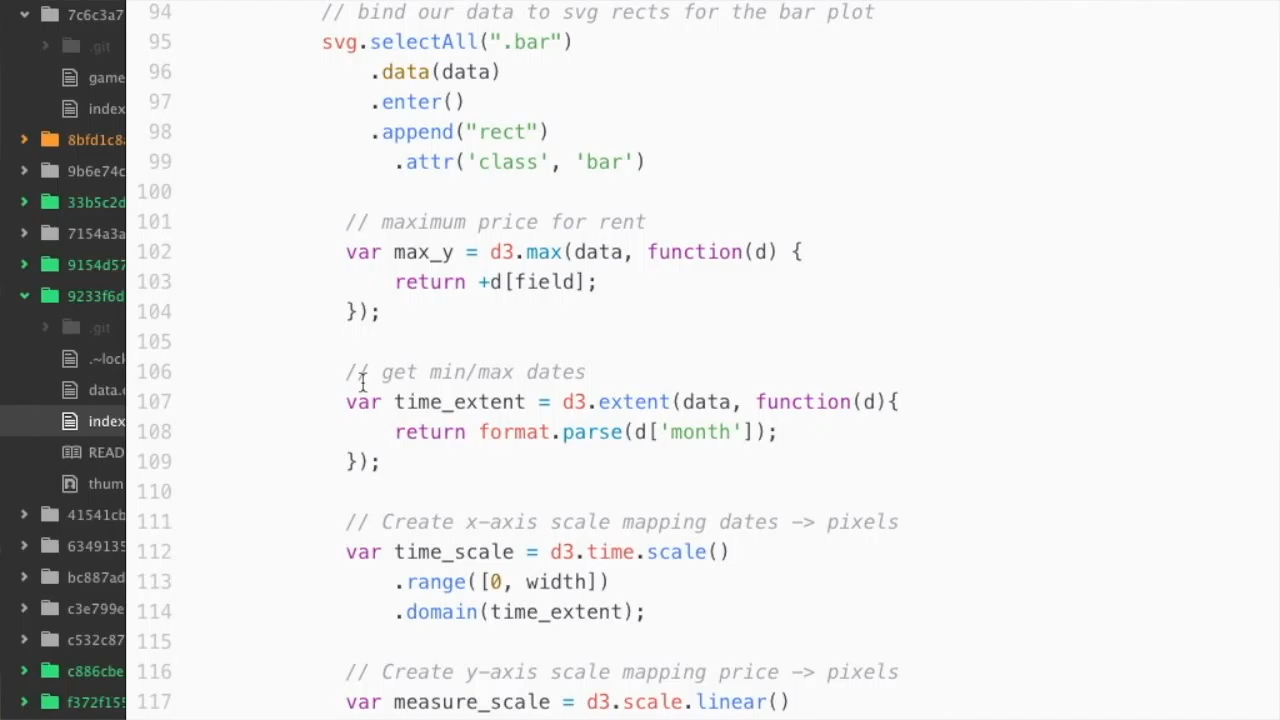 7c6c3a7
.git
game
index
8bfd1c8
9b6e74c
33b5c2d
7154a3a
9154d57
9233f6d
.git
.~lock
data.
index
READ
thum
41541cb
6349135
bc887ad
c3e799e
c532c87
c886cbe
f372f155
94 // bind our data to svg rects for the bar plot
95 svg.selectAll(".bar")
96 .data(data)
97 .enter()
98 .append("rect")
99 .attr('class', 'bar')
100
101 // maximum price for rent
102 var max_y = d3.max(data, function(d) {
103 return +d[field];
104 });
105
106 // get min/max dates
107 var time_extent = d3.extent(data, function(d){
108 return format.parse(d['month']);
109 });
110
111 // Create x-axis scale mapping dates -> pixels
112 var time_scale = d3.time.scale()
113 .range([0, width])
114 .domain(time_extent);
115
116 // Create y-axis scale mapping price -> pixels
117 var measure_scale = d3.scale.linear()